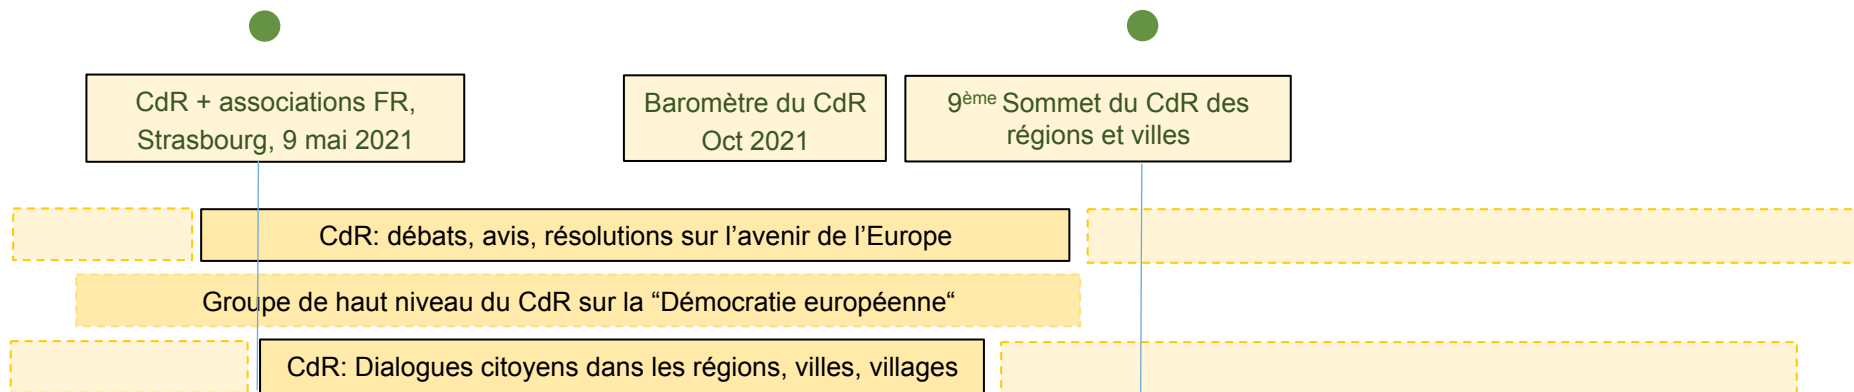 CdR + associations FR,
Strasbourg, 9 mai 2021
Baromètre du CdR
Oct 2021
9ème Sommet du CdR des
régions et villes
CdR: débats, avis, résolutions sur l’avenir de l’Europe
Groupe de haut niveau du CdR sur la “Démocratie européenne“
CdR: Dialogues citoyens dans les régions, villes, villages